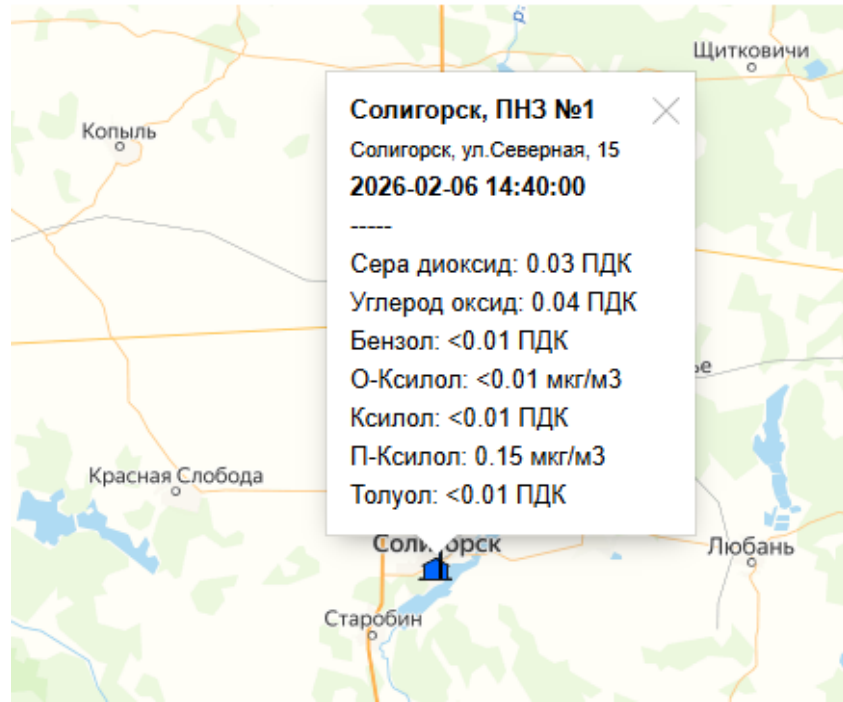 р.
Щитковичи
Копыль
Солигорск, ПНЗ №1
Солигорск, ул.Северная, 15
2026-02-06 14:40:00
-----
Сера диоксид: 0.03 ПДК
Углерод оксид: 0.04 ПДК
Бензол: <0.01 ПДК
О-Ксилол: <0.01 мкг/м3
Ксилол: <0.01 ПДК
П-Ксилол: 0.15 мкг/м3
Толуол: <0.01 ПДК
ье
Красная Слобода
Солигорск
Любань
Старобин